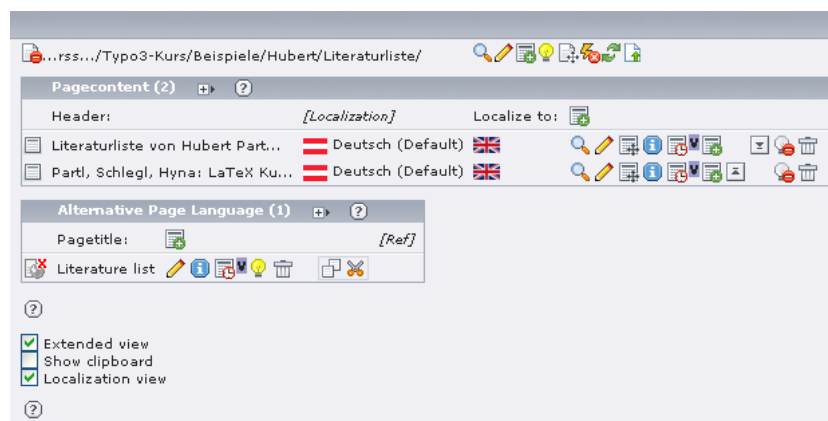 ...rss.../Typo3-Kurs/Beispiele/Hubert/Literaturliste/
Pagecontent (2)
Header: [Localization] Localize to:
Literaturliste von Hubert Part... Deutsch (Default)
Partl, Schlegl, Hyna: LaTeX Ku... Deutsch (Default)
Alternative Page Language (1)
Pagetitle: [Ref]
Literature list
Extended view
Show clipboard
Localization view